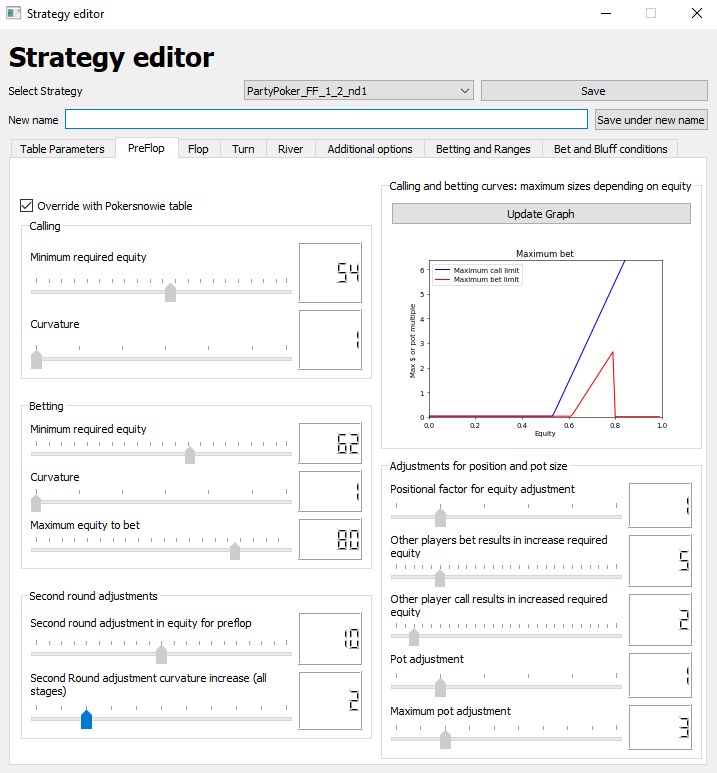 Strategy editor
Strategy editor
Select Strategy
PartyPoker_FF_1_2_nd1
Save
New name
Save under new name
Table Parameters
PreFlop
Flop
Turn
River
Additional options
Betting and Ranges
Bet and Bluff conditions
Override with Pokersnowie table
Calling
Minimum required equity
54
Curvature
1
Betting
Minimum required equity
62
Curvature
1
Maximum equity to bet
80
Second round adjustments
Second round adjustment in equity for preflop
10
Second Round adjustment curvature increase (all
stages)
2
Calling and betting curves: maximum sizes depending on equity
Update Graph
Maximum bet
Maximum call limit
Maximum bet limit
Max $ or pot multiple
6
5
4
3
2
1
0
0.0 0.2 0.4 0.6 0.8 1.0
Equity
Adjustments for position and pot size
Positional factor for equity adjustment
1
Other players bet results in increase required
equity
5
Other player call results in increased required
equity
2
Pot adjustment
1
Maximum pot adjustment
3